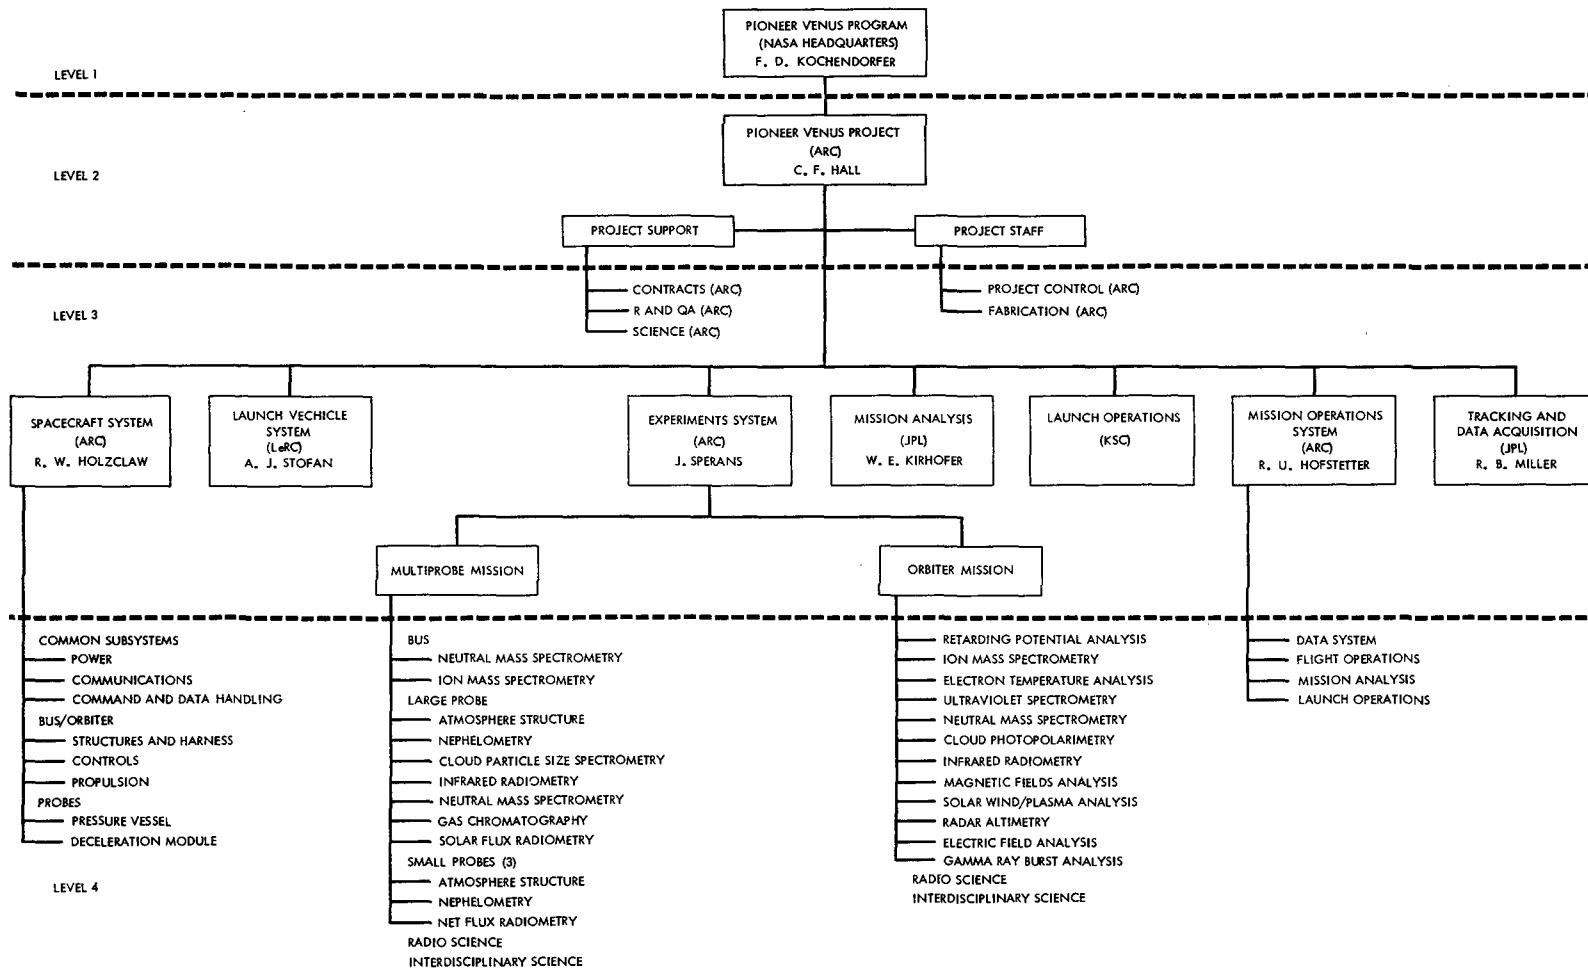 PIONEER VENUS PROGRAM
(NASA HEADQUARTERS)
F. D. KOCHENDORFER
LEVEL 1
PIONEER VENUS PROJECT
(ARC)
C. F. HALL
LEVEL 2
PROJECT SUPPORT
PROJECT STAFF
CONTRACTS (ARC)
R AND QA (ARC)
SCIENCE (ARC)
PROJECT CONTROL (ARC)
FABRICATION (ARC)
LEVEL 3
SPACECRAFT SYSTEM
(ARC)
R. W. HOLZCLAW
LAUNCH VECHICLE
SYSTEM
(LeRC)
A. J. STOFAN
EXPERIMENTS SYSTEM
(ARC)
J. SPERANS
MISSION ANALYSIS
(JPL)
W. E. KIRHOFER
LAUNCH OPERATIONS
(KSC)
MISSION OPERATIONS
SYSTEM
(ARC)
R. U. HOFSTETTER
TRACKING AND
DATA ACQUISITION
(JPL)
R. B. MILLER
MULTIPROBE MISSION
ORBITER MISSION
COMMON SUBSYSTEMS
POWER
COMMUNICATIONS
COMMAND AND DATA HANDLING
BUS/ORBITER
STRUCTURES AND HARNESS
CONTROLS
PROPULSION
PROBES
PRESSURE VESSEL
DECELERATION MODULE
LEVEL 4
BUS
NEUTRAL MASS SPECTROMETRY
ION MASS SPECTROMETRY
LARGE PROBE
ATMOSPHERE STRUCTURE
NEPHELOMETRY
CLOUD PARTICLE SIZE SPECTROMETRY
INFRARED RADIOMETRY
NEUTRAL MASS SPECTROMETRY
GAS CHROMATOGRAPHY
SOLAR FLUX RADIOMETRY
SMALL PROBES (3)
ATMOSPHERE STRUCTURE
NEPHELOMETRY
NET FLUX RADIOMETRY
RADIO SCIENCE
INTERDISCIPLINARY SCIENCE
RETARDING POTENTIAL ANALYSIS
ION MASS SPECTROMETRY
ELECTRON TEMPERATURE ANALYSIS
ULTRAVIOLET SPECTROMETRY
NEUTRAL MASS SPECTROMETRY
CLOUD PHOTOPOLARIMETRY
INFRARED RADIOMETRY
MAGNETIC FIELDS ANALYSIS
SOLAR WIND/PLASMA ANALYSIS
RADAR ALTIMETRY
ELECTRIC FIELD ANALYSIS
GAMMA RAY BURST ANALYSIS
RADIO SCIENCE
INTERDISCIPLINARY SCIENCE
DATA SYSTEM
FLIGHT OPERATIONS
MISSION ANALYSIS
LAUNCH OPERATIONS